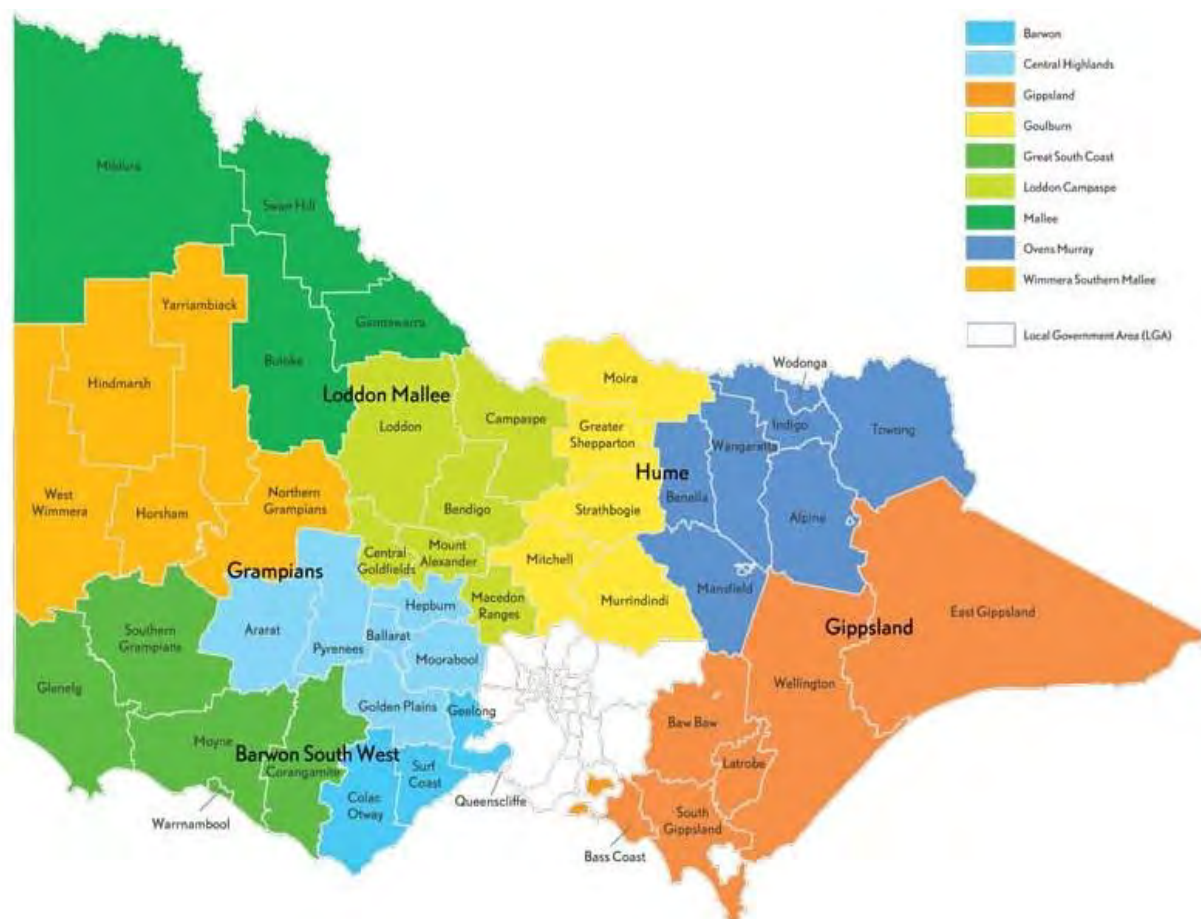 Barwon
Central Highlands
Gippsland
Goulburn
Great South Coast
Loddon Campaspe
Mallee
Ovens Murray
Wimmera Southern Mallee
Local Government Area (LGA)
Mildura
Swan Hill
Gannawarra
Yarriambiack
Buloke
Hindmarsh
Loddon Mallee
Loddon
Campaspe
Moira
Wodonga
Greater
Shepparton
Indigo
Towong
Wangaratta
Hume
Benella
West
Wimmera
Horsham
Northern
Grampians
Bendigo
Strathbogie
Alpine
Central
Goldfields
Mount
Alexander
Mitchell
Grampians
Macedon
Ranges
Murrindindi
Mansfield
Hepburn
East Gippsland
Southern
Grampians
Ararat
Pyrenees
Ballarat
Moorabool
Gippsland
Glenelg
Wellington
Golden Plains
Geelong
Baw Baw
Moyne
Barwon South West
Corangamite
Surf
Coast
Latrobe
Colac
Otway
Queenscliffe
South
Gippsland
Warrnambool
Bass Coast